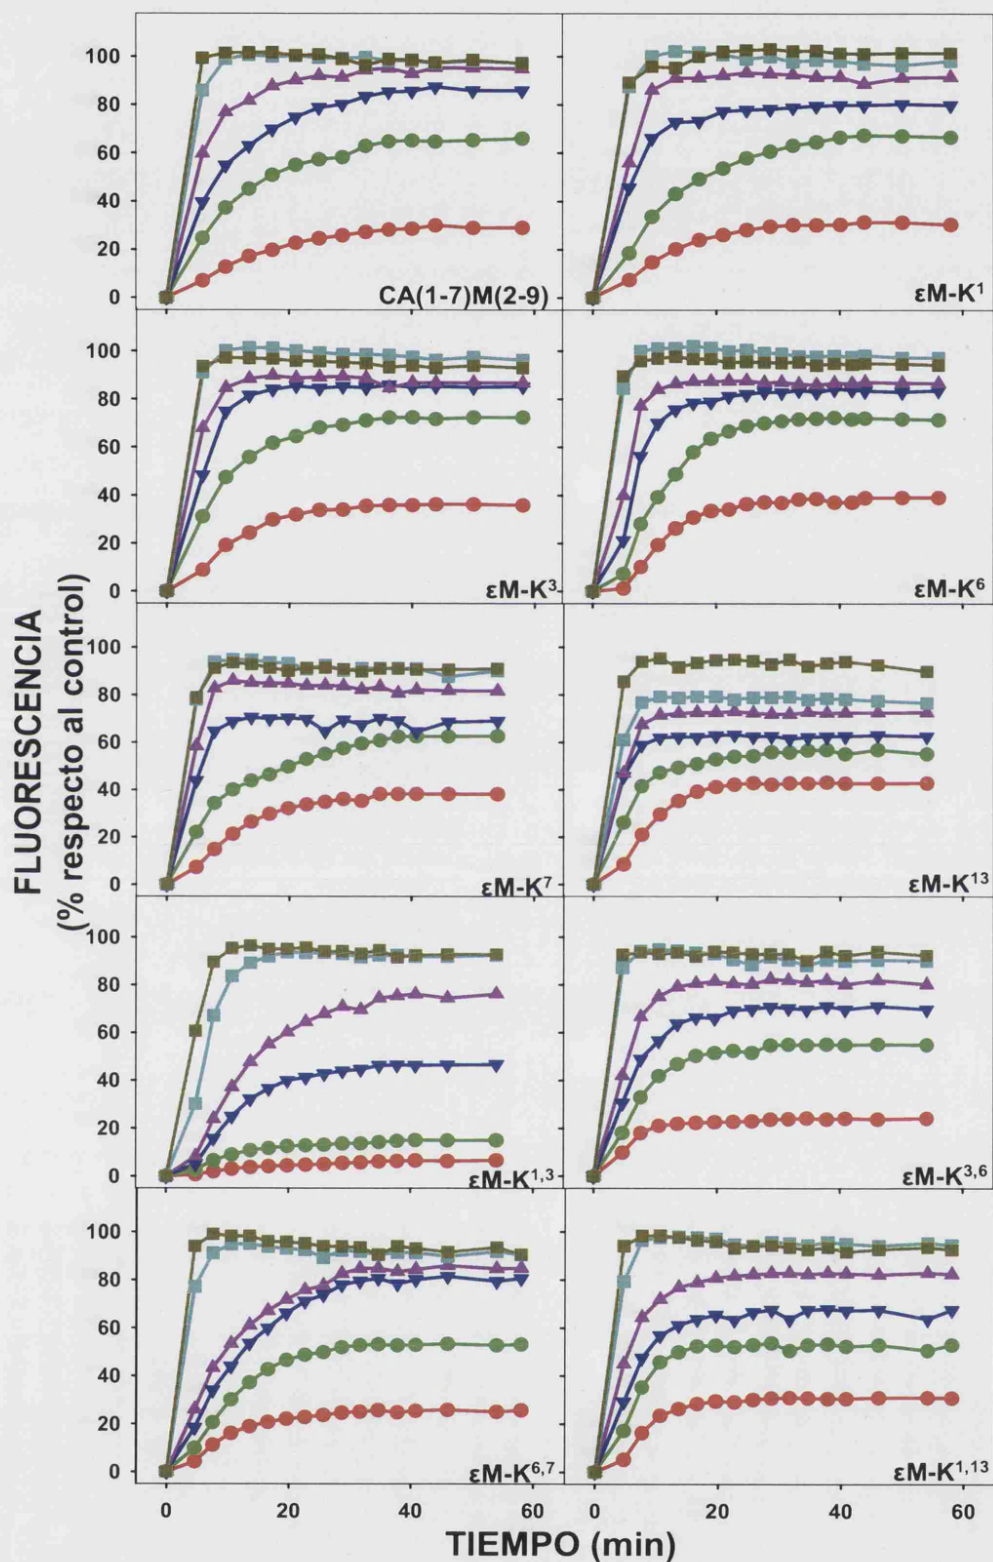 100
80
60
40
20
0
CA(1-7)M(2-9)
εM-K¹
100
80
60
40
20
0
εM-K³
εM-K⁶
FLUORESCENCIA
(% respecto al control)
100
80
60
40
20
0
εM-K⁷
εM-K¹³
100
80
60
40
20
0
εM-K¹,³
εM-K³,⁶
100
80
60
40
20
0
εM-K⁶,⁷
εM-K¹,¹³
0 20 40 60 0 20 40 60
TIEMPO (min)